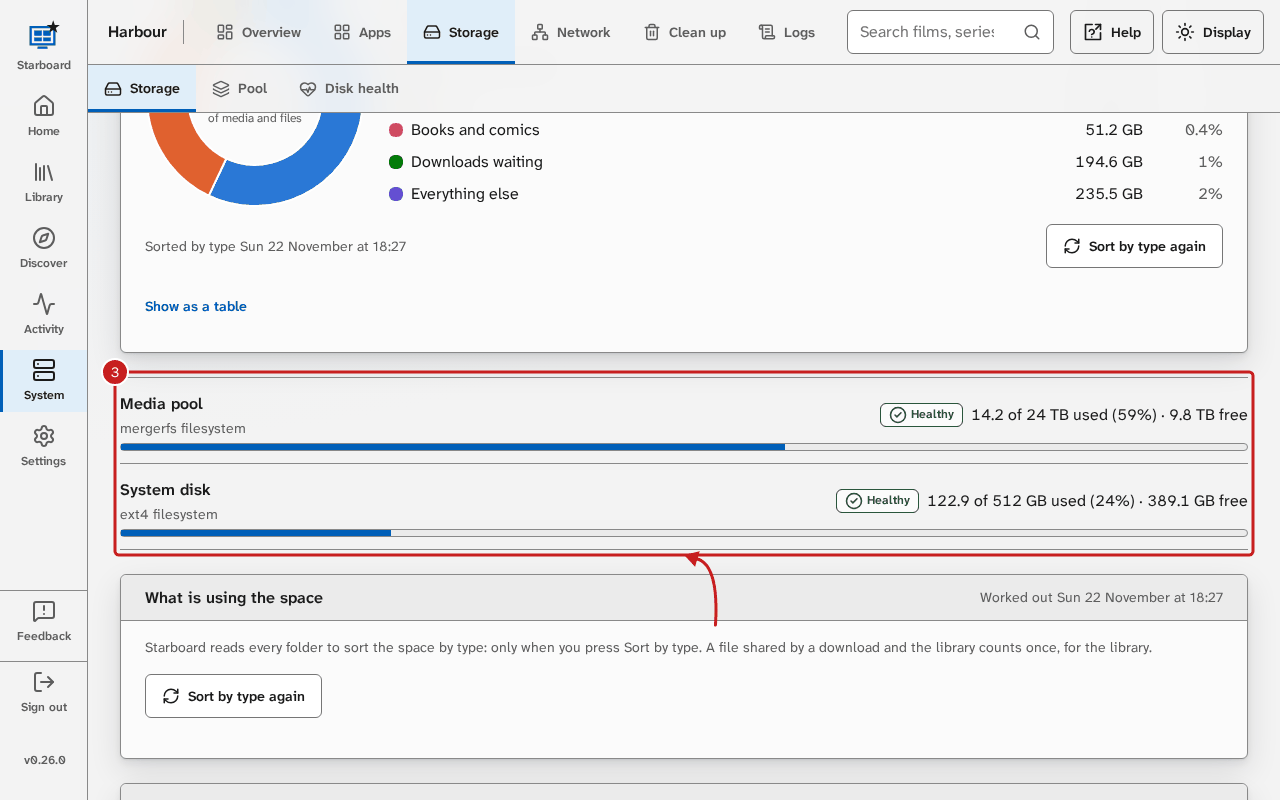 Starboard
Home
Library
Discover
Activity
System
Settings
Feedback
Sign out
v0.26.0
Harbour
Overview
Apps
Storage
Network
Clean up
Logs
Search films, series
Help
Display
Storage
Pool
Disk health
of media and files
Books and comics 51.2 GB 0.4%
Downloads waiting 194.6 GB 1%
Everything else 235.5 GB 2%
Sorted by type Sun 22 November at 18:27
Sort by type again
Show as a table
3
Media pool
mergerfs filesystem
Healthy 14.2 of 24 TB used (59%) · 9.8 TB free
System disk
ext4 filesystem
Healthy 122.9 of 512 GB used (24%) · 389.1 GB free
What is using the space
Worked out Sun 22 November at 18:27
Starboard reads every folder to sort the space by type: only when you press Sort by type. A file shared by a download and the library counts once, for the library.
Sort by type again